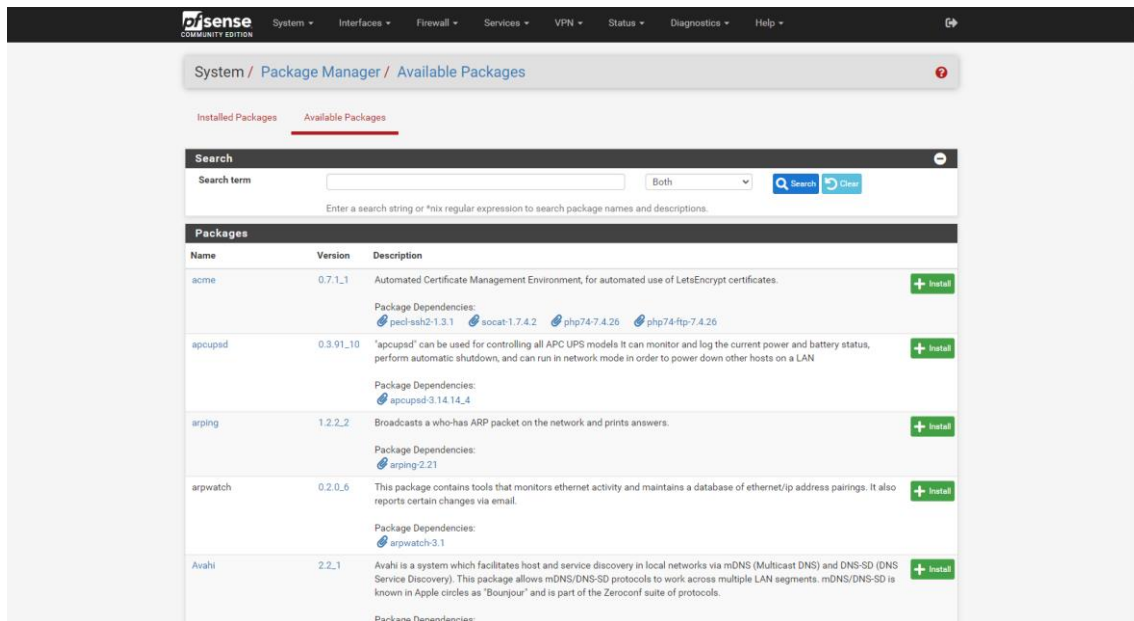 pfsense
COMMUNITY EDITION
System Interfaces Firewall Services VPN Status Diagnostics Help
System / Package Manager / Available Packages
Installed Packages Available Packages
Search
Search term Both Search Clear
Enter a search string or *nix regular expression to search package names and descriptions.
Packages
Name Version Description
acme 0.7.1_1 Automated Certificate Management Environment, for automated use of LetsEncrypt certificates. Install
Package Dependencies:
pecl-ssh2-1.3.1 socat-1.7.4.2 php74-7.4.26 php74-ftp-7.4.26
apcupsd 0.3.91_10 "apcupsd" can be used for controlling all APC UPS models It can monitor and log the current power and battery status, Install
perform automatic shutdown, and can run in network mode in order to power down other hosts on a LAN
Package Dependencies:
apcupsd-3.14.14_4
arping 1.2.2_2 Broadcasts a who-has ARP packet on the network and prints answers. Install
Package Dependencies:
arping-2.21
arpwatch 0.2.0_6 This package contains tools that monitors ethernet activity and maintains a database of ethernet/ip address pairings. It also Install
reports certain changes via email.
Package Dependencies:
arpwatch-3.1
Avahi 2.2_1 Avahi is a system which facilitates host and service discovery in local networks via mDNS (Multicast DNS) and DNS-SD (DNS Install
Service Discovery). This package allows mDNS/DNS-SD protocols to work across multiple LAN segments. mDNS/DNS-SD is
known in Apple circles as "Bounjour" and is part of the Zeroconf suite of protocols.
Package Dependencies: